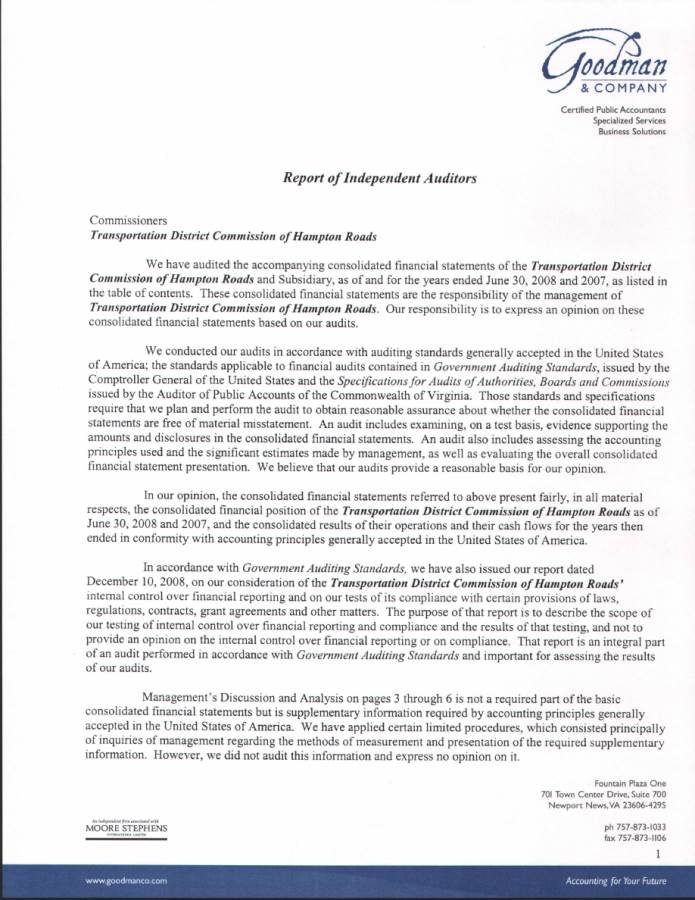 Goodman
& COMPANY
Certified Public Accountants
Specialized Services
Business Solutions
Report of Independent Auditors
Commissioners
Transportation District Commission of Hampton Roads
We have audited the accompanying consolidated financial statements of the Transportation District
Commission of Hampton Roads and Subsidiary, as of and for the years ended June 30, 2008 and 2007, as listed in
the table of contents. These consolidated financial statements are the responsibility of the management of
Transportation District Commission of Hampton Roads. Our responsibility is to express an opinion on these
consolidated financial statements based on our audits.
We conducted our audits in accordance with auditing standards generally accepted in the United States
of America; the standards applicable to financial audits contained in Government Auditing Standards, issued by the
Comptroller General of the United States and the Specifications for Audits of Authorities, Boards and Commissions
issued by the Auditor of Public Accounts of the Commonwealth of Virginia. Those standards and specifications
require that we plan and perform the audit to obtain reasonable assurance about whether the consolidated financial
statements are free of material misstatement. An audit includes examining, on a test basis, evidence supporting the
amounts and disclosures in the consolidated financial statements. An audit also includes assessing the accounting
principles used and the significant estimates made by management, as well as evaluating the overall consolidated
financial statement presentation. We believe that our audits provide a reasonable basis for our opinion.
In our opinion, the consolidated financial statements referred to above present fairly, in all material
respects, the consolidated financial position of the Transportation District Commission of Hampton Roads as of
June 30, 2008 and 2007, and the consolidated results of their operations and their cash flows for the years then
ended in conformity with accounting principles generally accepted in the United States of America.
In accordance with Government Auditing Standards, we have also issued our report dated
December 10, 2008, on our consideration of the Transportation District Commission of Hampton Roads'
internal control over financial reporting and on our tests of its compliance with certain provisions of laws,
regulations, contracts, grant agreements and other matters. The purpose of that report is to describe the scope of
our testing of internal control over financial reporting and compliance and the results of that testing, and not to
provide an opinion on the internal control over financial reporting or on compliance. That report is an integral part
of an audit performed in accordance with Government Auditing Standards and important for assessing the results
of our audits.
Management's Discussion and Analysis on pages 3 through 6 is not a required part of the basic
consolidated financial statements but is supplementary information required by accounting principles generally
accepted in the United States of America. We have applied certain limited procedures, which consisted principally
of inquiries of management regarding the methods of measurement and presentation of the required supplementary
information. However, we did not audit this information and express no opinion on it.
Fountain Plaza One
701 Town Center Drive, Suite 700
Newport News, VA 23606-4295
An independent firm associated with
MOORE STEPHENS
INTERNATIONAL LIMITED
ph 757-873-1033
fax 757-873-1106
1
www.goodmanco.com
Accounting for Your Future